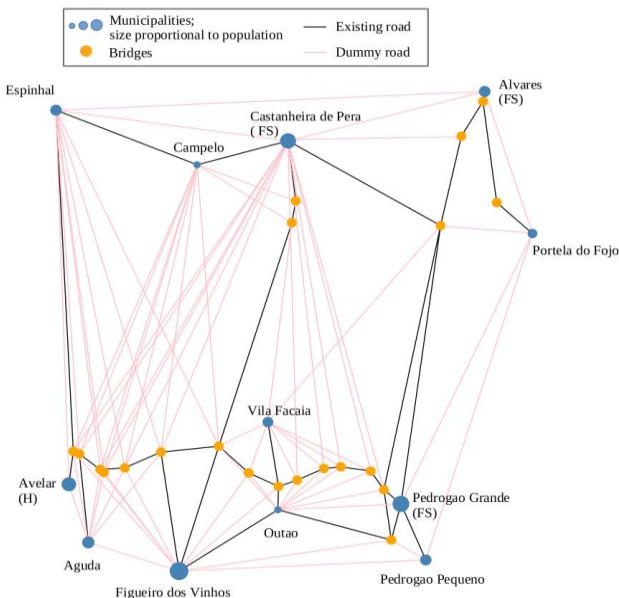 Municipalities;
size proportional to population
Existing road
Bridges
Dummy road
Espinhal
Alvares
(FS)
Castanheira de Pera
( FS)
Campelo
Portela do Fojo
Vila Facaia
Avelar
(H)
Pedrogao Grande
(FS)
Outao
Aguda
Pedrogao Pequeno
Figueiro dos Vinhos